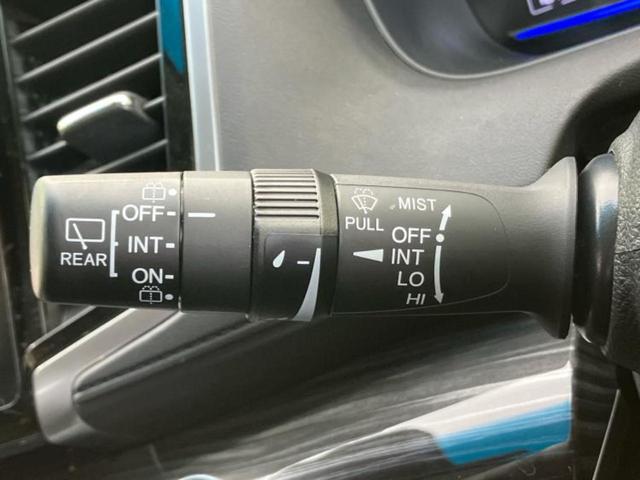 REAR
OFF
INT
ON
PULL
MIST
OFF
INT
LO
HI